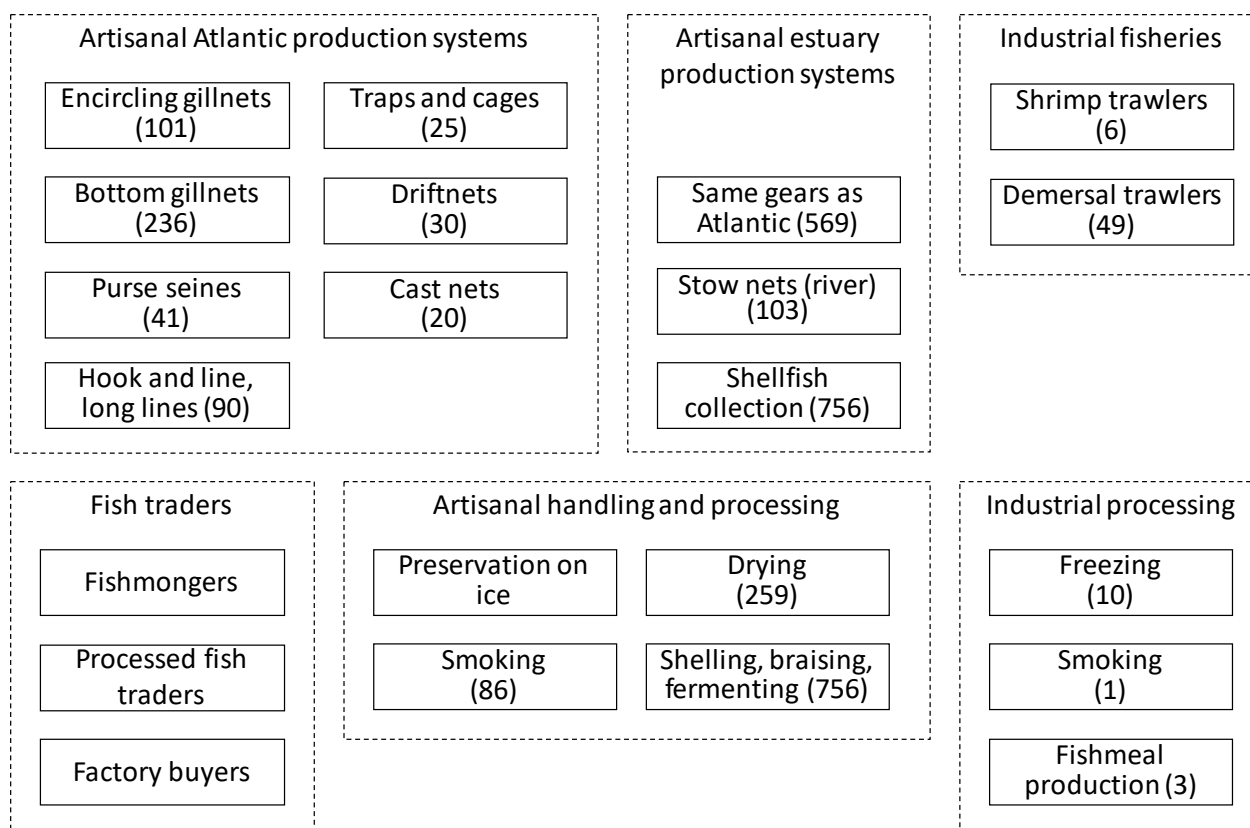 Artisanal Atlantic production systems
Encircling gillnets
(101)
Traps and cages
(25)
Bottom gillnets
(236)
Driftnets
(30)
Purse seines
(41)
Cast nets
(20)
Hook and line,
long lines (90)
Artisanal estuary
production systems
Same gears as
Atlantic (569)
Stow nets (river)
(103)
Shellfish
collection (756)
Industrial fisheries
Shrimp trawlers
(6)
Demersal trawlers
(49)
Fish traders
Fishmongers
Processed fish
traders
Factory buyers
Artisanal handling and processing
Preservation on
ice
Drying
(259)
Smoking
(86)
Shelling, braising,
fermenting (756)
Industrial processing
Freezing
(10)
Smoking
(1)
Fishmeal
production (3)